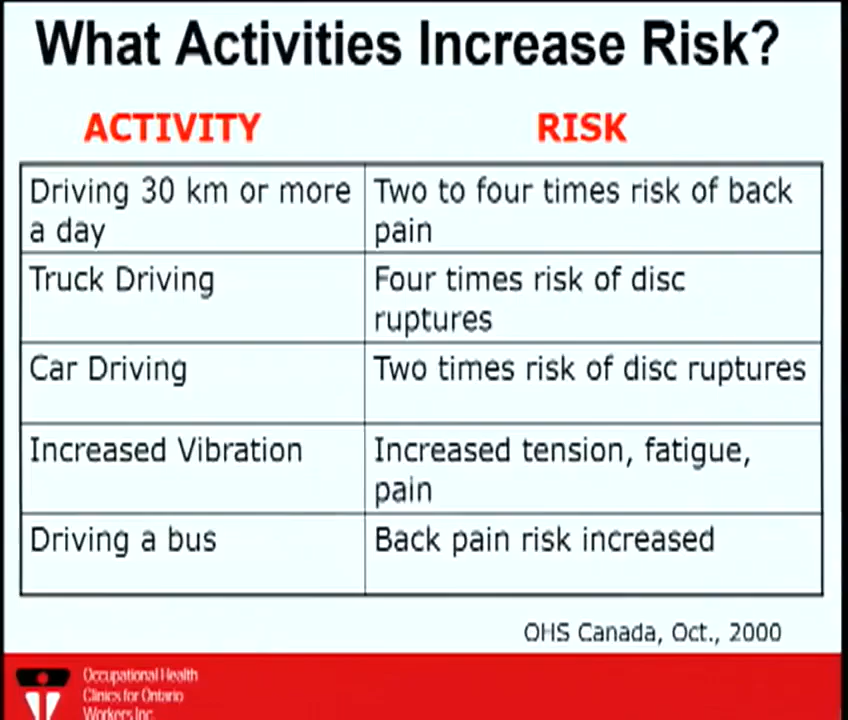 What Activities Increase Risk?
ACTIVITY RISK
Driving 30 km or more
a day
Two to four times risk of back
pain
Truck Driving
Four times risk of disc
ruptures
Car Driving
Two times risk of disc ruptures
Increased Vibration
Increased tension, fatigue,
pain
Driving a bus
Back pain risk increased
OHS Canada, Oct., 2000
Occupational Health
Clinics for Ontario
Workers Inc.